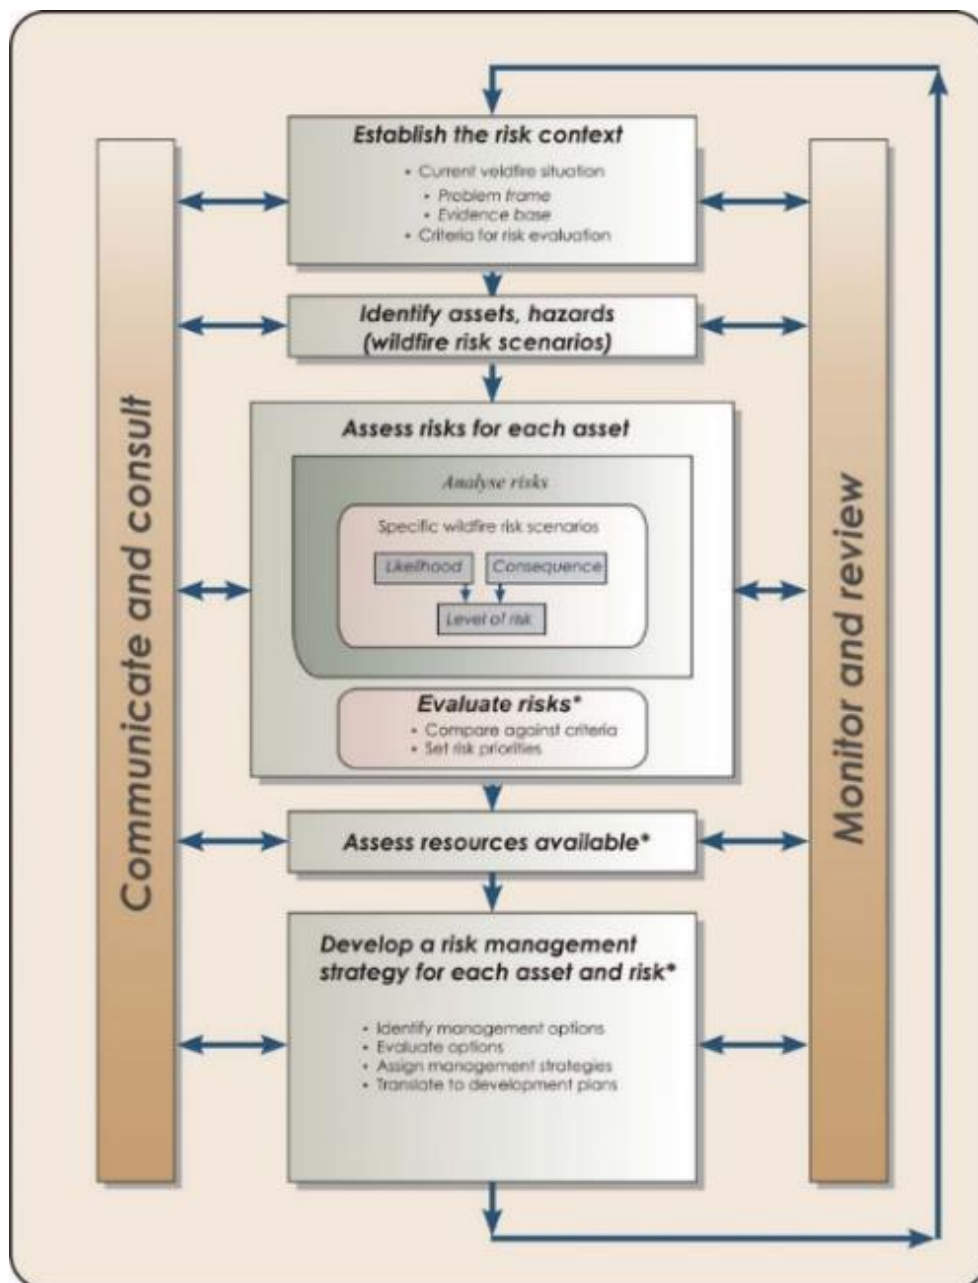 Establish the risk context
• Current veldfire situation
• Problem frame
• Evidence base
• Criteria for risk evaluation
Identify assets, hazards
(wildfire risk scenarios)
Assess risks for each asset
Analyse risks
Specific wildfire risk scenarios
Likelihood
Consequence
Level of risk
Evaluate risks*
• Compare against criteria
• Set risk priorities
Assess resources available*
Develop a risk management
strategy for each asset and risk*
• Identify management options
• Evaluate options
• Assign management strategies
• Translate to development plans
Communicate and consult
Monitor and review